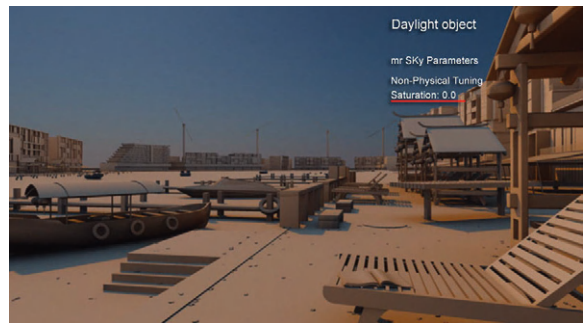 Daylight object
mr SKy Parameters
Non-Physical Tuning
Saturation: 0.0